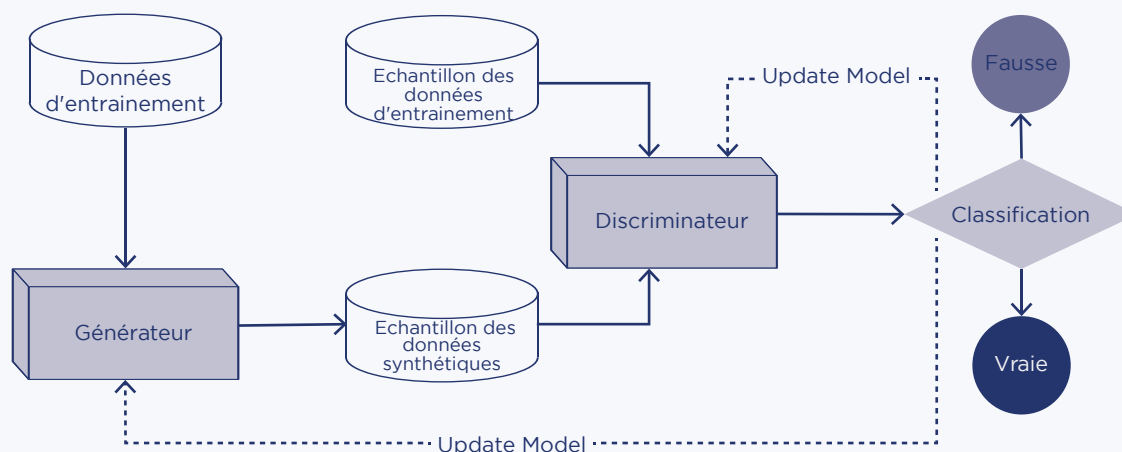 Données
d'entrainement
Echantillon des
données
d'entrainement
Update Model
Fausse
Discriminateur
Classification
Générateur
Echantillon des
données
synthétiques
Vraie
Update Model